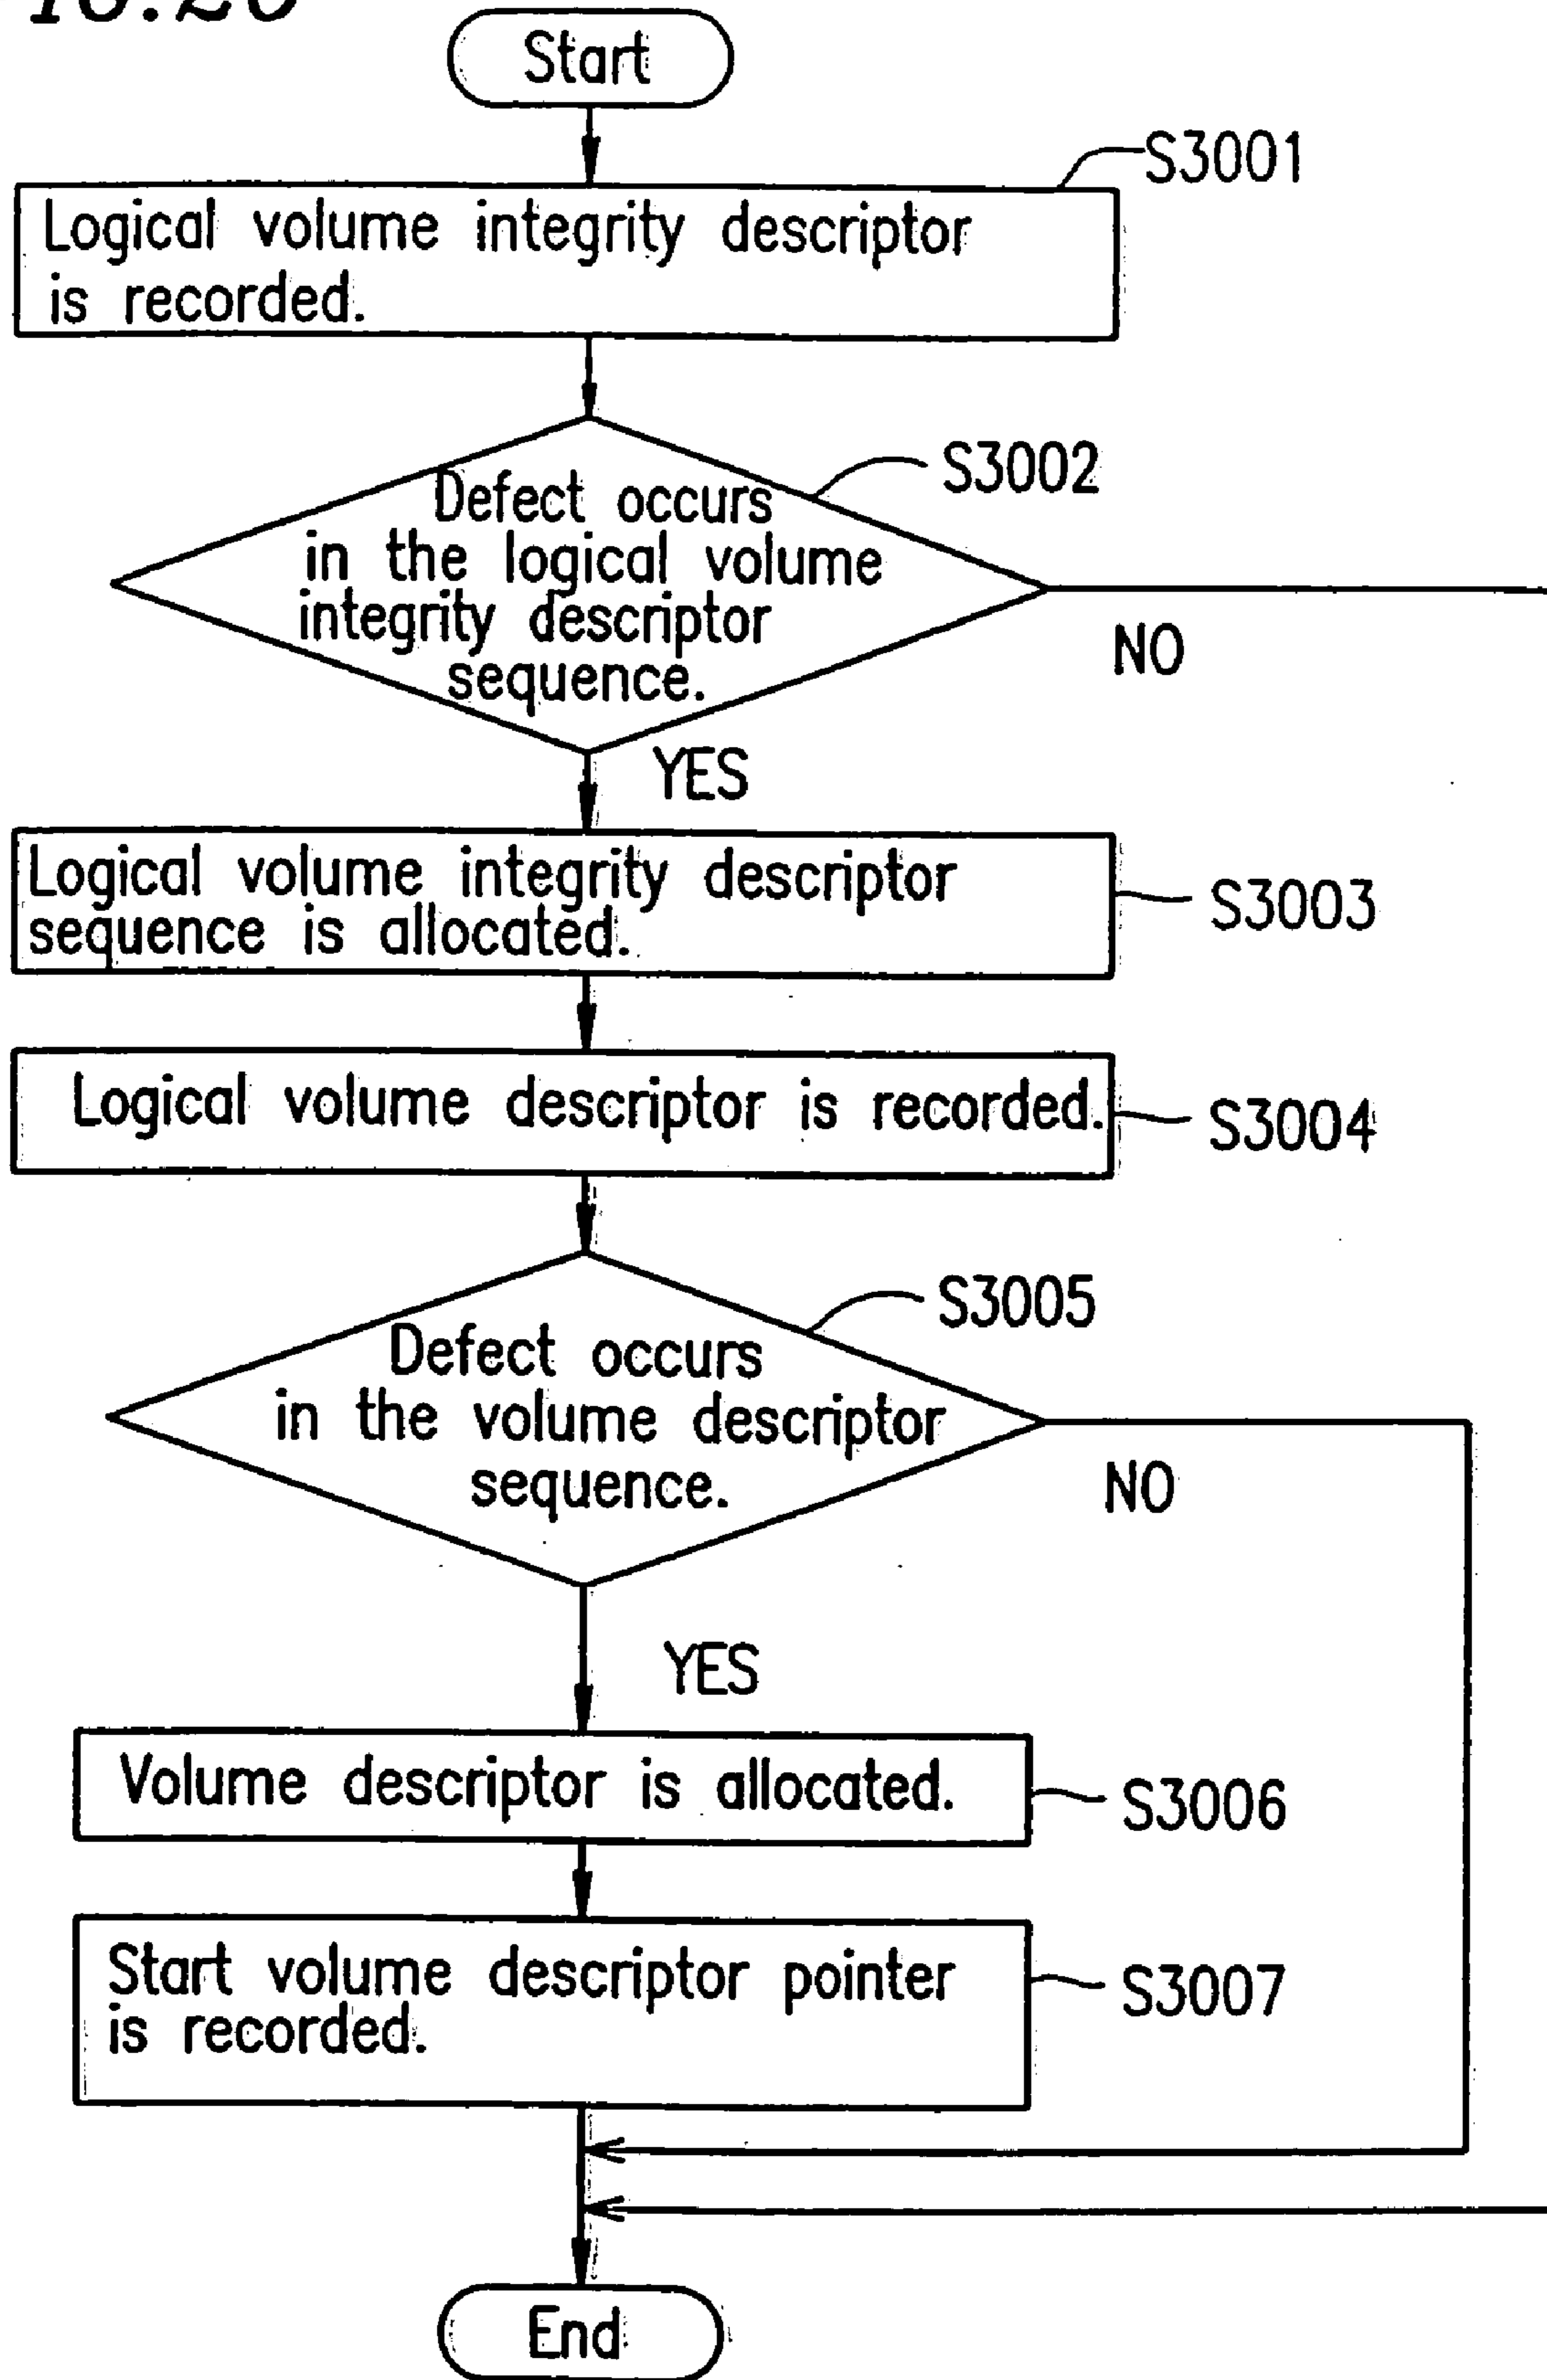 Start
S3001
Logical volume integrity descriptor
is recorded.
S3002
Defect occurs
in the logical volume
integrity descriptor
sequence.
NO
YES
Logical volume integrity descriptor
sequence is allocated.
S3003
Logical volume descriptor is recorded.
S3004
S3005
Defect occurs
in the volume descriptor
sequence.
NO
YES
Volume descriptor is allocated.
S3006
Start volume descriptor pointer
is recorded.
S3007
End